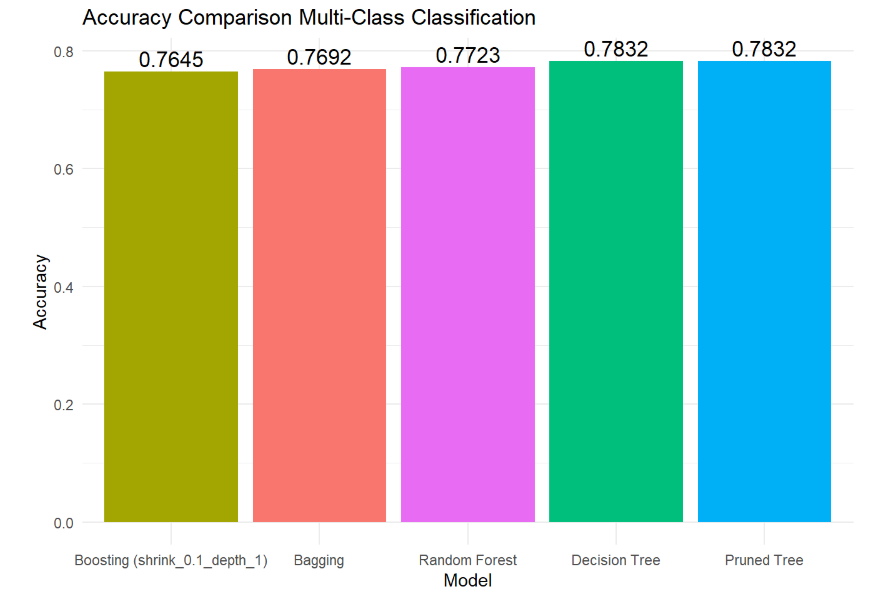 Accuracy Comparison Multi-Class Classification
Accuracy
0.8
0.6
0.4
0.2
0.0
0.7645 0.7692 0.7723 0.7832 0.7832
Boosting (shrink_0.1_depth_1) Bagging Random Forest Decision Tree Pruned Tree
Model